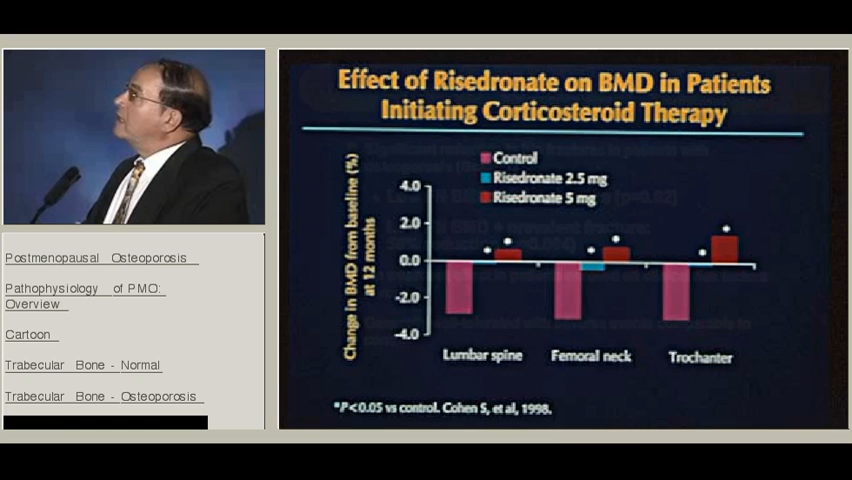 Postmenopausal Osteoporosis
Pathophysiology of PMO:
Overview
Cartoon
Trabecular Bone - Normal
Trabecular Bone - Osteoporosis
Effect of Risedronate on BMD in Patients
Initiating Corticosteroid Therapy
Control
Risedronate 2.5 mg
Risedronate 5 mg
Change in BMD from baseline (%)
at 12 months
4.0
2.0
0.0
-2.0
-4.0
* *
* *
* *
Lumbar spine Femoral neck Trochanter
*P<0.05 vs control. Cohen S, et al, 1998.